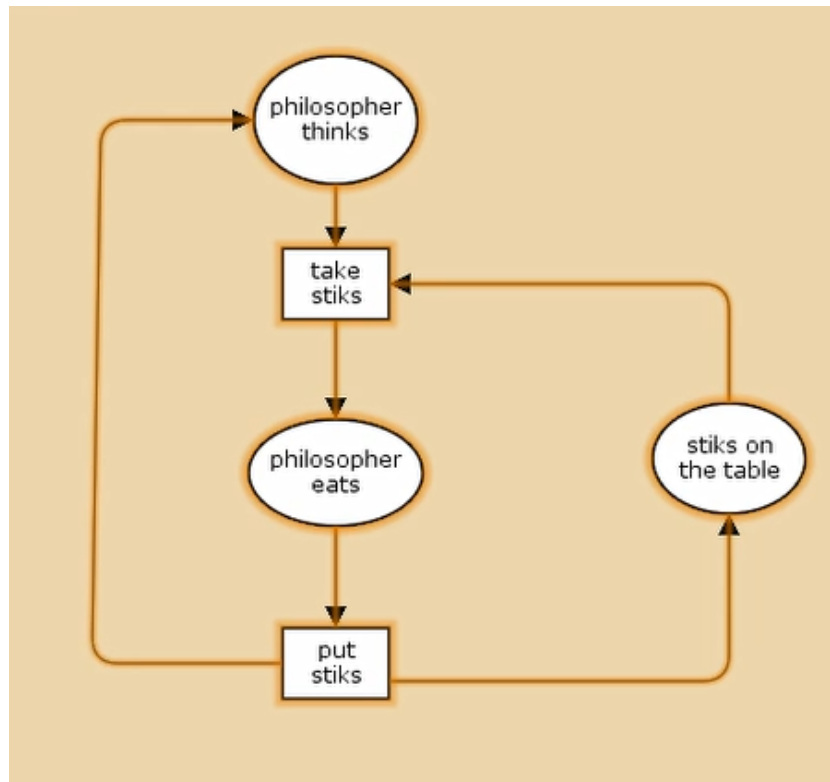 philosopher
thinks
take
stiks
philosopher
eats
stiks on
the table
put
stiks